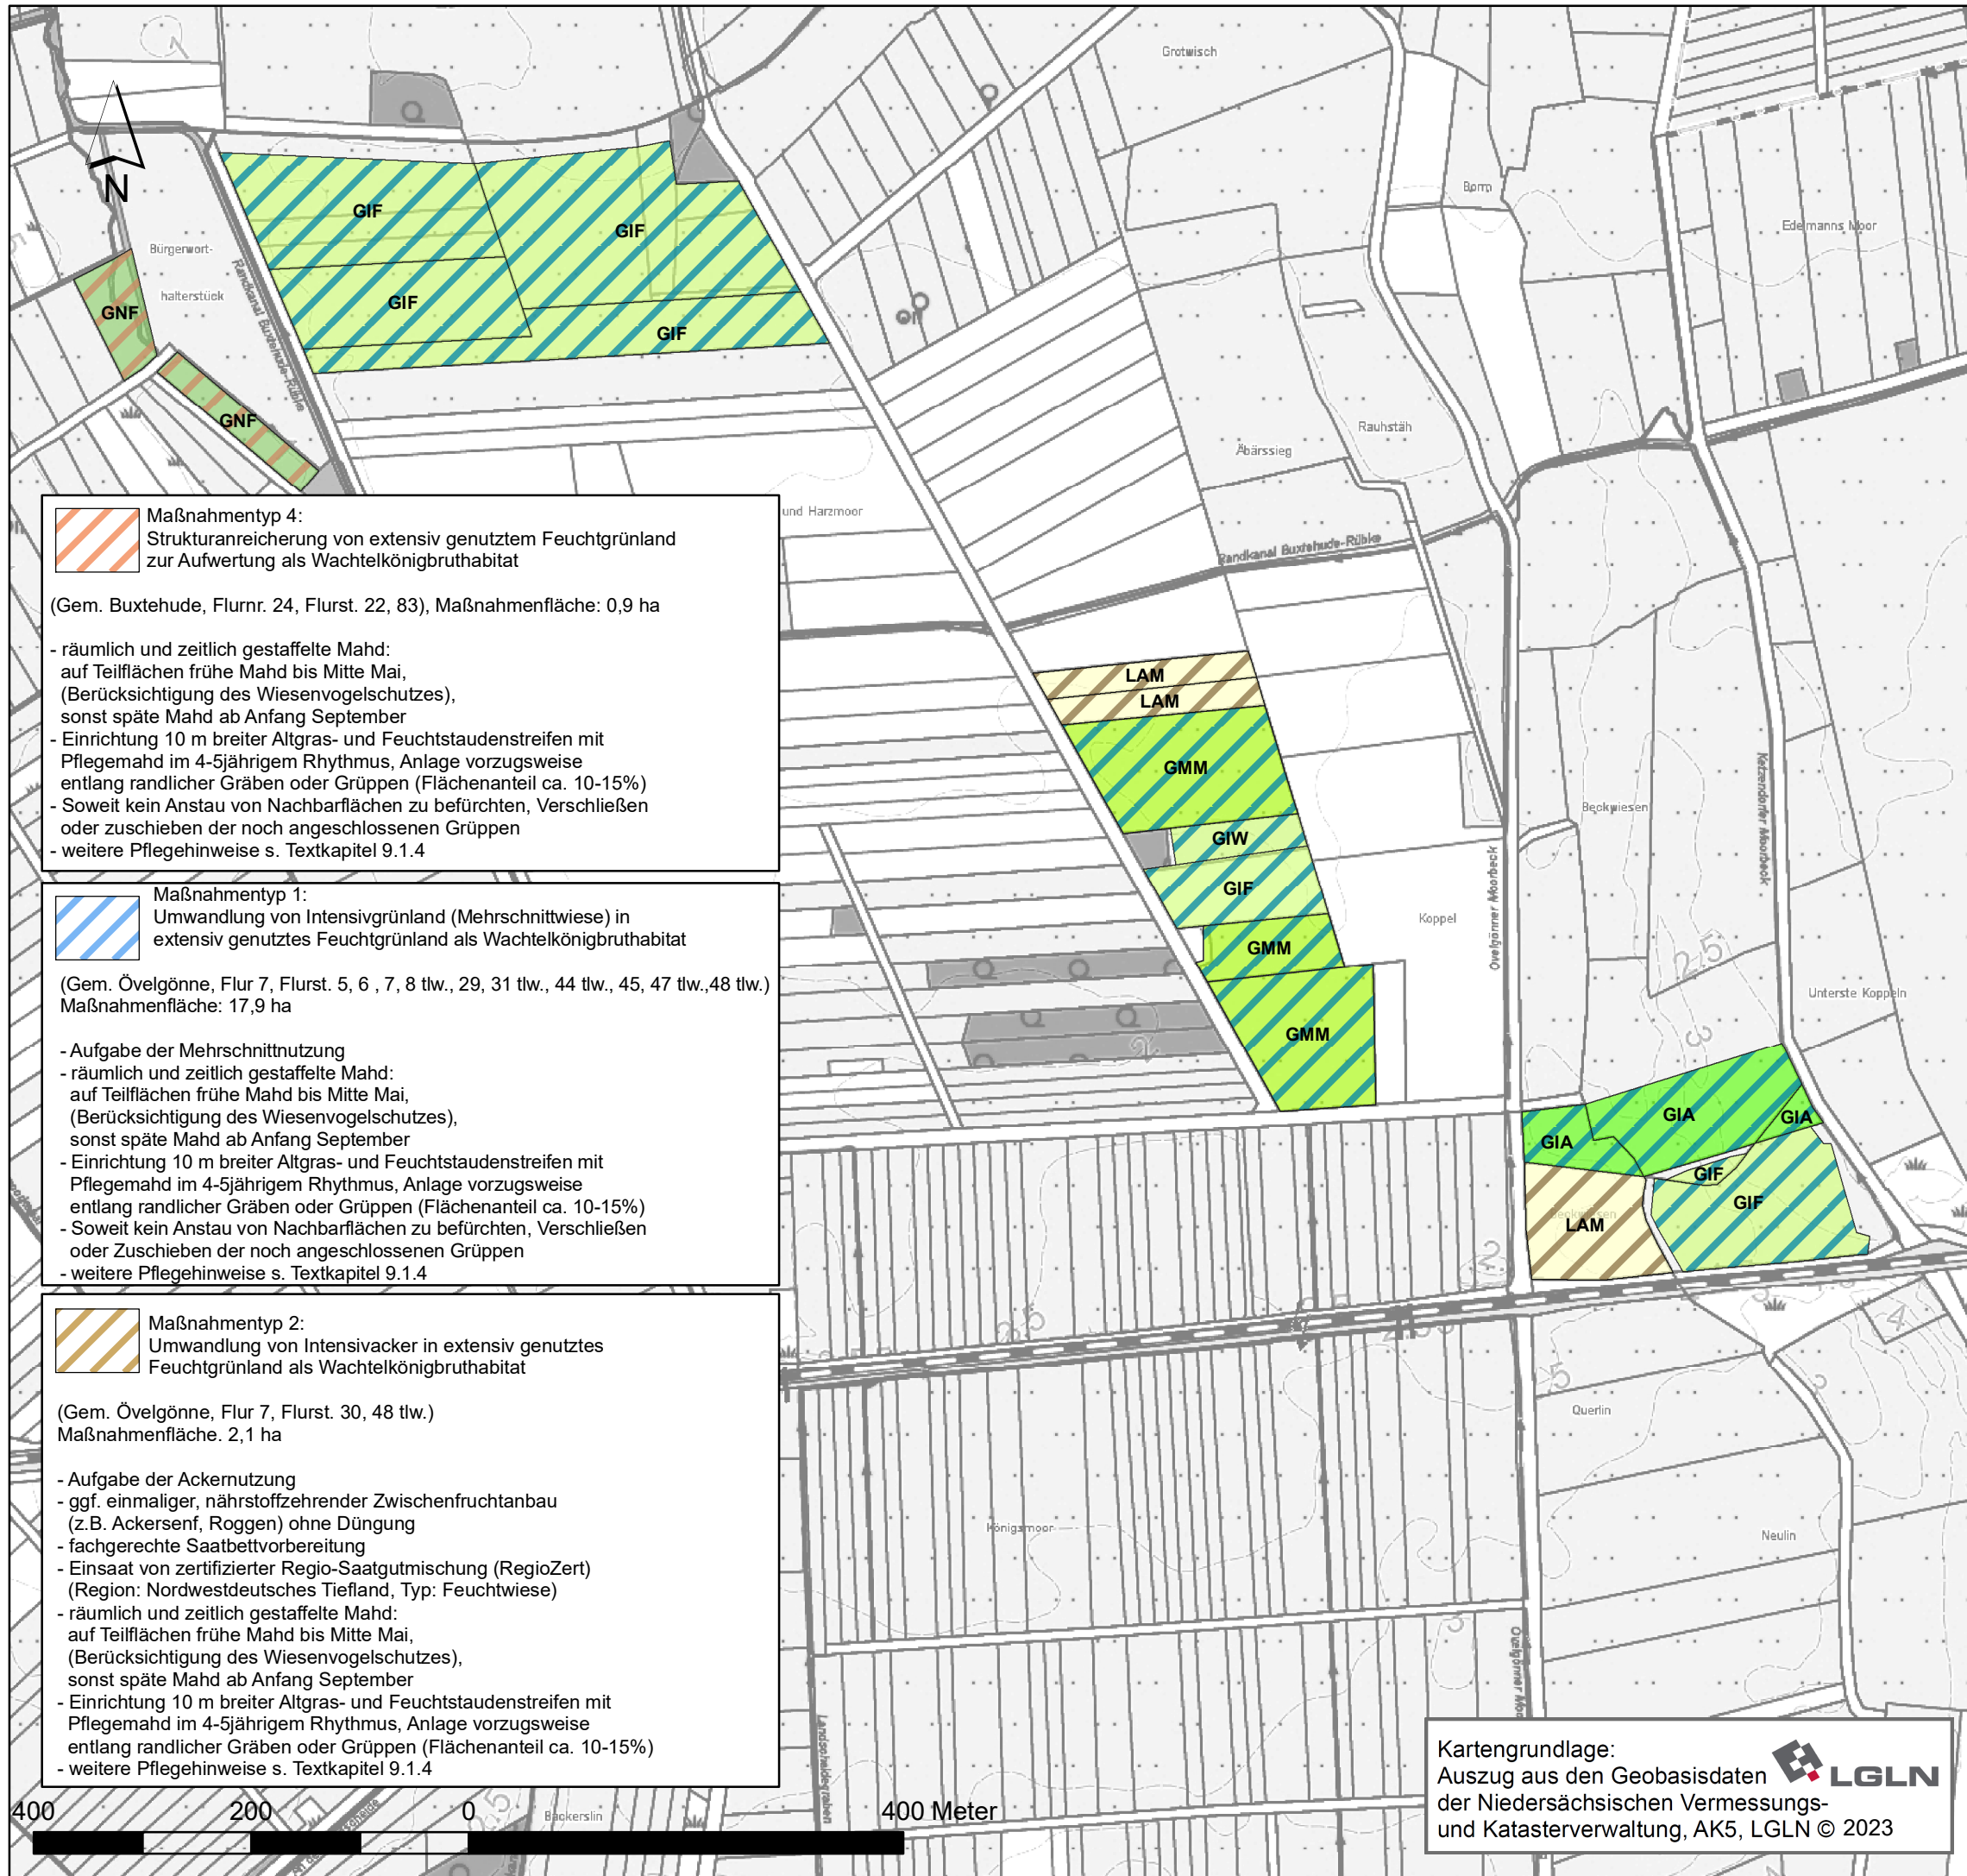 Grotwisch
Borm
Edelmanns Moor
N
Bürgerwort-
halterstück
Randkanal Buxtehude-Rübke
GIF
GIF
GIF
GIF
GNF
GNF
Äbärssieg
Rauhstäh
und Harzmoor
Randkanal Buxtehude-Rübke
Maßnahmentyp 4:
Strukturanreicherung von extensiv genutztem Feuchtgrünland
zur Aufwertung als Wachtelkönigbruthabitat
(Gem. Buxtehude, Flurnr. 24, Flurst. 22, 83), Maßnahmenfläche: 0,9 ha
- räumlich und zeitlich gestaffelte Mahd:
auf Teilflächen frühe Mahd bis Mitte Mai,
(Berücksichtigung des Wiesenvogelschutzes),
sonst späte Mahd ab Anfang September
- Einrichtung 10 m breiter Altgras- und Feuchtstaudenstreifen mit
Pflegemahd im 4-5jährigem Rhythmus, Anlage vorzugsweise
entlang randlicher Gräben oder Grüppen (Flächenanteil ca. 10-15%)
- Soweit kein Anstau von Nachbarflächen zu befürchten, Verschließen
oder zuschieben der noch angeschlossenen Grüppen
- weitere Pflegehinweise s. Textkapitel 9.1.4
LAM
LAM
GMM
GIW
GIF
GMM
GMM
Beckwiesen
Koppel
Övelgönner Moorbeck
Ketzendorfer Moorbeck
2.5
3
2
Unterste Koppeln
Maßnahmentyp 1:
Umwandlung von Intensivgrünland (Mehrschnittwiese) in
extensiv genutztes Feuchtgrünland als Wachtelkönigbruthabitat
(Gem. Övelgönne, Flur 7, Flurst. 5, 6 , 7, 8 tlw., 29, 31 tlw., 44 tlw., 45, 47 tlw.,48 tlw.)
Maßnahmenfläche: 17,9 ha
- Aufgabe der Mehrschnittnutzung
- räumlich und zeitlich gestaffelte Mahd:
auf Teilflächen frühe Mahd bis Mitte Mai,
(Berücksichtigung des Wiesenvogelschutzes),
sonst späte Mahd ab Anfang September
- Einrichtung 10 m breiter Altgras- und Feuchtstaudenstreifen mit
Pflegemahd im 4-5jährigem Rhythmus, Anlage vorzugsweise
entlang randlicher Gräben oder Grüppen (Flächenanteil ca. 10-15%)
- Soweit kein Anstau von Nachbarflächen zu befürchten, Verschließen
oder Zuschieben der noch angeschlossenen Grüppen
- weitere Pflegehinweise s. Textkapitel 9.1.4
GIA
GIA
GIA
GIF
GIF
Beckwiesen
LAM
2
3.5
Maßnahmentyp 2:
Umwandlung von Intensivacker in extensiv genutztes
Feuchtgrünland als Wachtelkönigbruthabitat
(Gem. Övelgönne, Flur 7, Flurst. 30, 48 tlw.)
Maßnahmenfläche. 2,1 ha
- Aufgabe der Ackernutzung
- ggf. einmaliger, nährstoffzehrender Zwischenfruchtanbau
(z.B. Ackersenf, Roggen) ohne Düngung
- fachgerechte Saatbettvorbereitung
- Einsaat von zertifizierter Regio-Saatgutmischung (RegioZert)
(Region: Nordwestdeutsches Tiefland, Typ: Feuchtwiese)
- räumlich und zeitlich gestaffelte Mahd:
auf Teilflächen frühe Mahd bis Mitte Mai,
(Berücksichtigung des Wiesenvogelschutzes),
sonst späte Mahd ab Anfang September
- Einrichtung 10 m breiter Altgras- und Feuchtstaudenstreifen mit
Pflegemahd im 4-5jährigem Rhythmus, Anlage vorzugsweise
entlang randlicher Gräben oder Grüppen (Flächenanteil ca. 10-15%)
- weitere Pflegehinweise s. Textkapitel 9.1.4
4
5
Querlin
Königsmoor
Neulin
3
Landscheidegraben
Bäckerslin
400 200 0 400 Meter
Kartengrundlage:
Auszug aus den Geobasisdaten
der Niedersächsischen Vermessungs-
und Katasterverwaltung, AK5, LGLN © 2023
LGLN